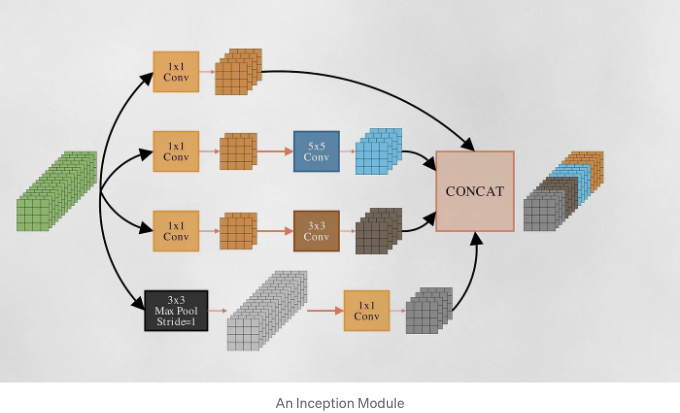 1x1
Conv
1x1
Conv
5x5
Conv
CONCAT
1x1
Conv
3x3
Conv
3x3
Max Pool
Stride=1
1x1
Conv
An Inception Module